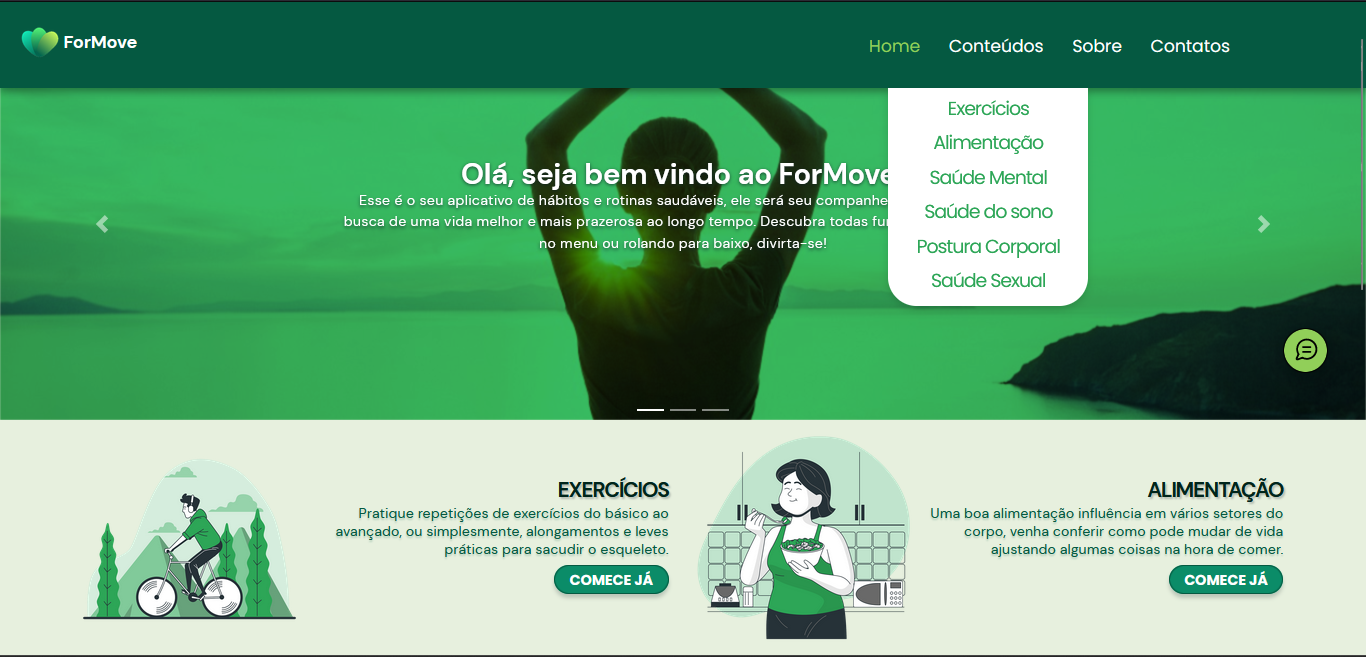 ForMove
Home Conteúdos Sobre Contatos
Exercícios
Alimentação
Saúde Mental
Saúde do sono
Postura Corporal
Saúde Sexual
Olá, seja bem vindo ao ForMove
Esse é o seu aplicativo de hábitos e rotinas saudáveis, ele será seu
busca de uma vida melhor e mais prazerosa ao longo tempo. Descubra todas
no menu ou rolando para baixo, divirta-se!
EXERCÍCIOS
Pratique repetições de exercícios do básico ao
avançado, ou simplesmente, alongamentos e leves
práticas para sacudir o esqueleto.
COMECE JÁ
ALIMENTAÇÃO
Uma boa alimentação influência em vários setores do
corpo, venha conferir como pode mudar de vida
ajustando algumas coisas na hora de comer.
COMECE JÁ